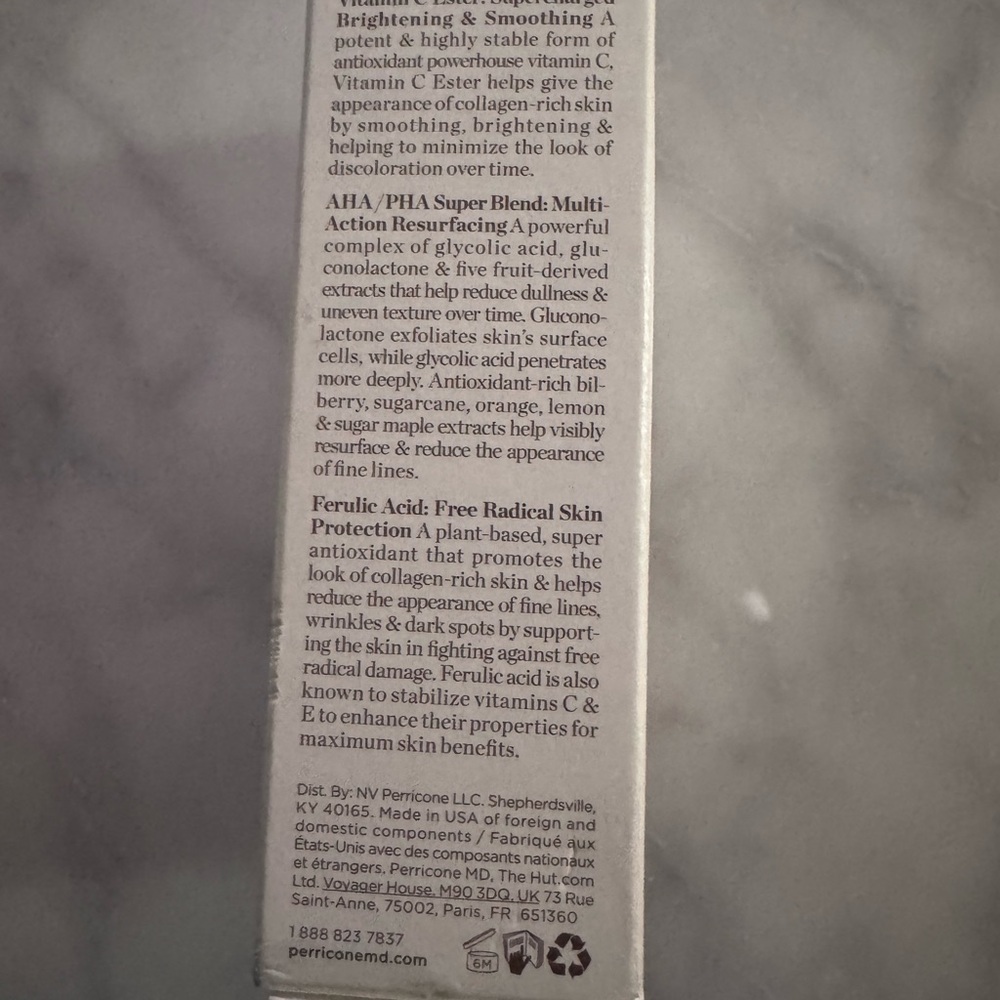 Vitamin C Ester: Supercharged
Brightening & Smoothing A
potent & highly stable form of
antioxidant powerhouse vitamin C,
Vitamin C Ester helps give the
appearance of collagen-rich skin
by smoothing, brightening &
helping to minimize the look of
discoloration over time.
AHA/PHA Super Blend: Multi-
Action Resurfacing A powerful
complex of glycolic acid, glu-
conolactone & five fruit-derived
extracts that help reduce dullness &
uneven texture over time. Glucono-
lactone exfoliates skin's surface
cells, while glycolic acid penetrates
more deeply. Antioxidant-rich bil-
berry, sugarcane, orange, lemon
& sugar maple extracts help visibly
resurface & reduce the appearance
of fine lines.
Ferulic Acid: Free Radical Skin
Protection A plant-based, super
antioxidant that promotes the
look of collagen-rich skin & helps
reduce the appearance of fine lines,
wrinkles & dark spots by support-
ing the skin in fighting against free
radical damage. Ferulic acid is also
known to stabilize vitamins C &
E to enhance their properties for
maximum skin benefits.
Dist. By: NV Perricone LLC. Shepherdsville,
KY 40165. Made in USA of foreign and
domestic components / Fabriqué aux
États-Unis avec des composants nationaux
et étrangers. Perricone MD, The Hut.com
Ltd. Voyager House, M90 3DQ, UK 73 Rue
Saint-Anne, 75002, Paris, FR 651360
1 888 823 7837
perriconemd.com
6M